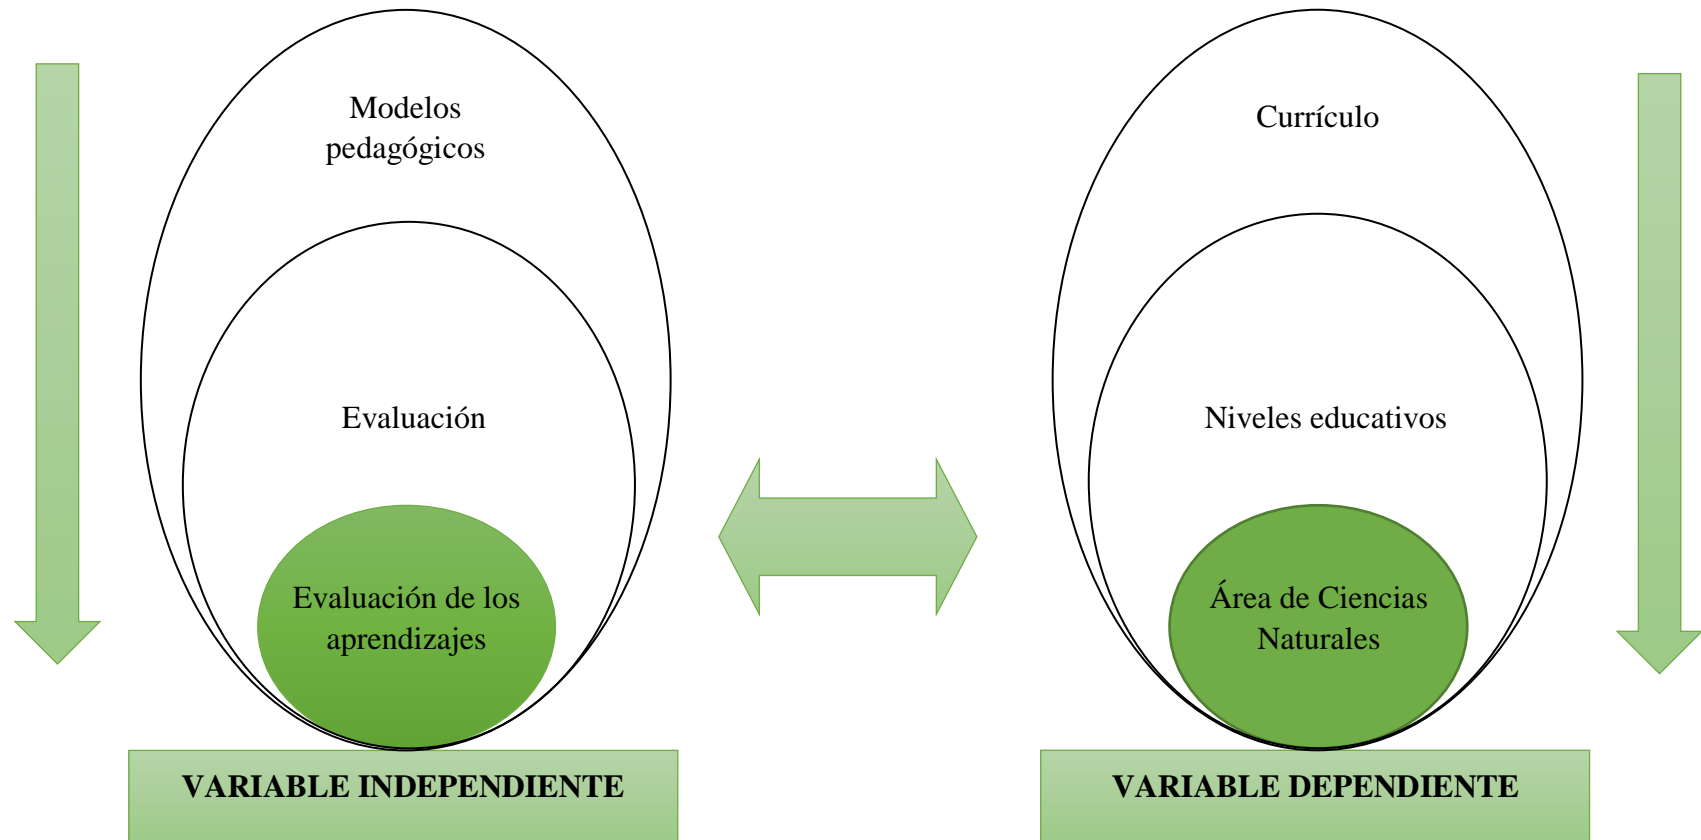 Modelos
pedagógicos
Evaluación
Evaluación de los
aprendizajes
VARIABLE INDEPENDIENTE
Currículo
Niveles educativos
Área de Ciencias
Naturales
VARIABLE DEPENDIENTE